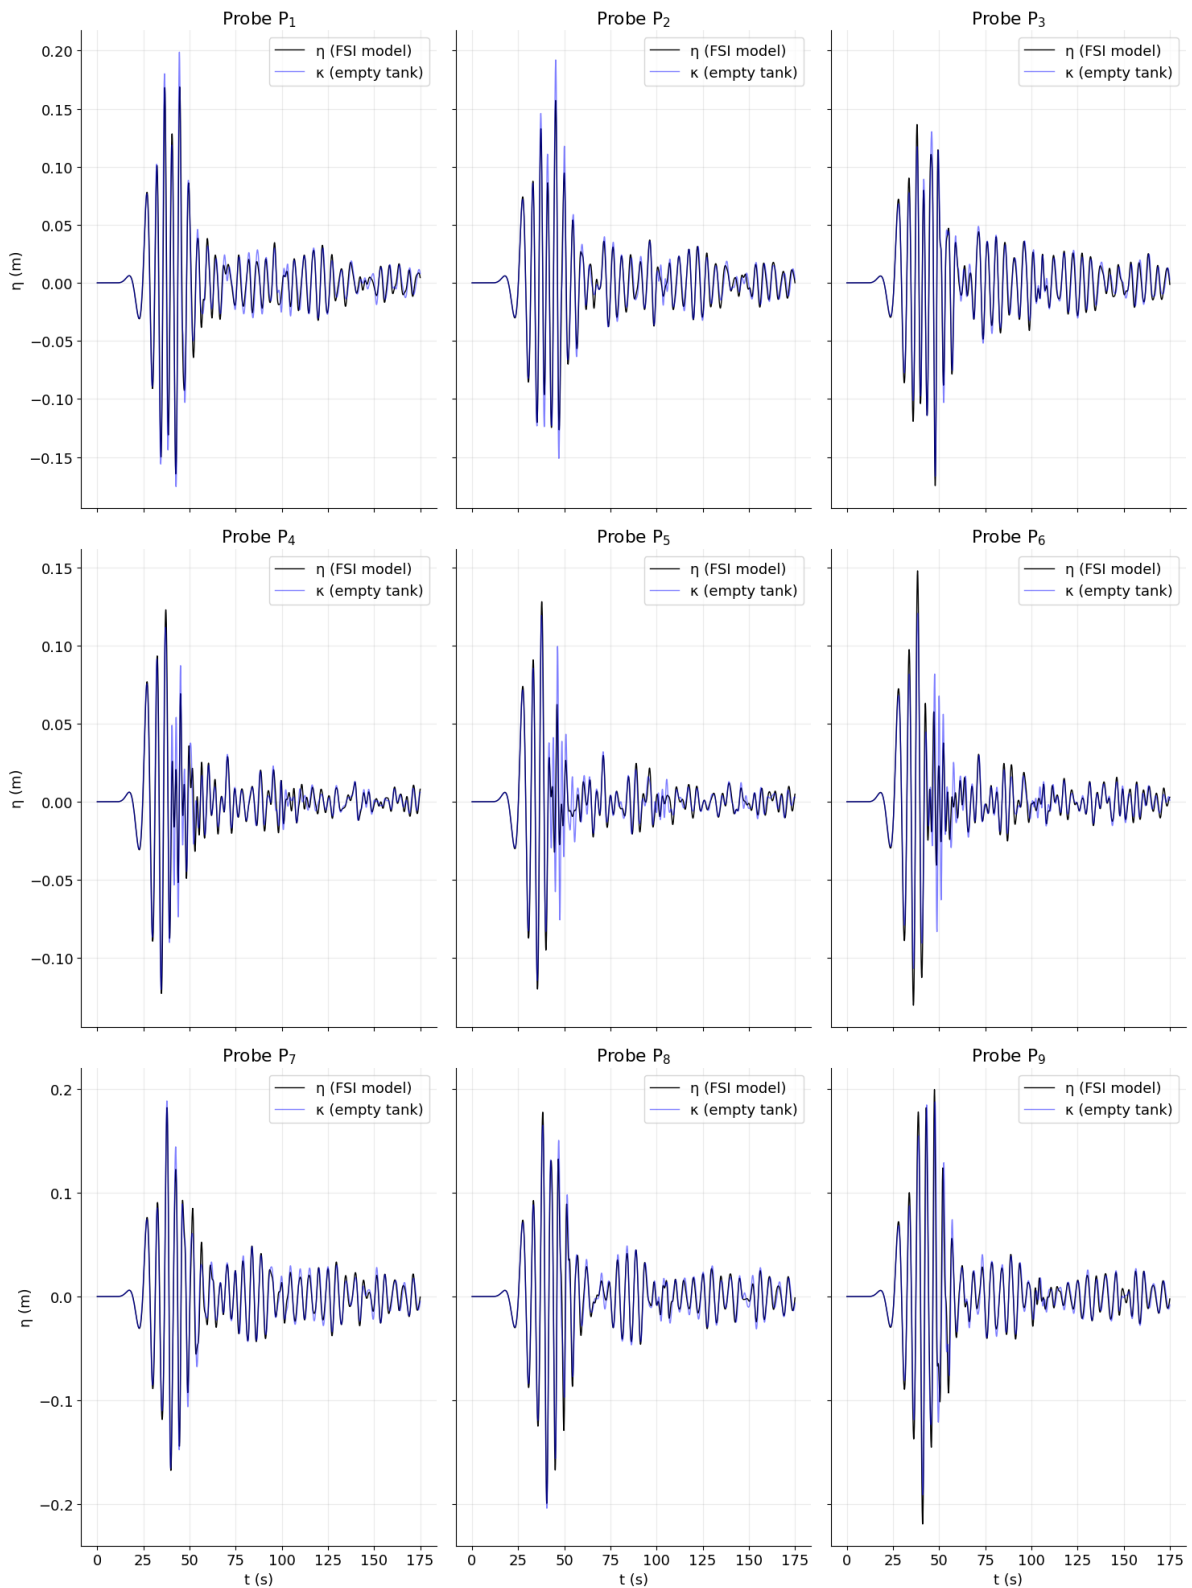 Probe P₁ Probe P₂ Probe P₃
η (FSI model) η (FSI model) η (FSI model)
κ (empty tank) κ (empty tank) κ (empty tank)
0.20
0.15
0.10
0.05
0.00
−0.05
−0.10
−0.15
η (m)
Probe P₄ Probe P₅ Probe P₆
η (FSI model) η (FSI model) η (FSI model)
κ (empty tank) κ (empty tank) κ (empty tank)
0.15
0.10
0.05
0.00
−0.05
−0.10
η (m)
Probe P₇ Probe P₈ Probe P₉
η (FSI model) η (FSI model) η (FSI model)
κ (empty tank) κ (empty tank) κ (empty tank)
0.2
0.1
0.0
−0.1
−0.2
η (m)
0 25 50 75 100 125 150 175 0 25 50 75 100 125 150 175 0 25 50 75 100 125 150 175
t (s) t (s) t (s)